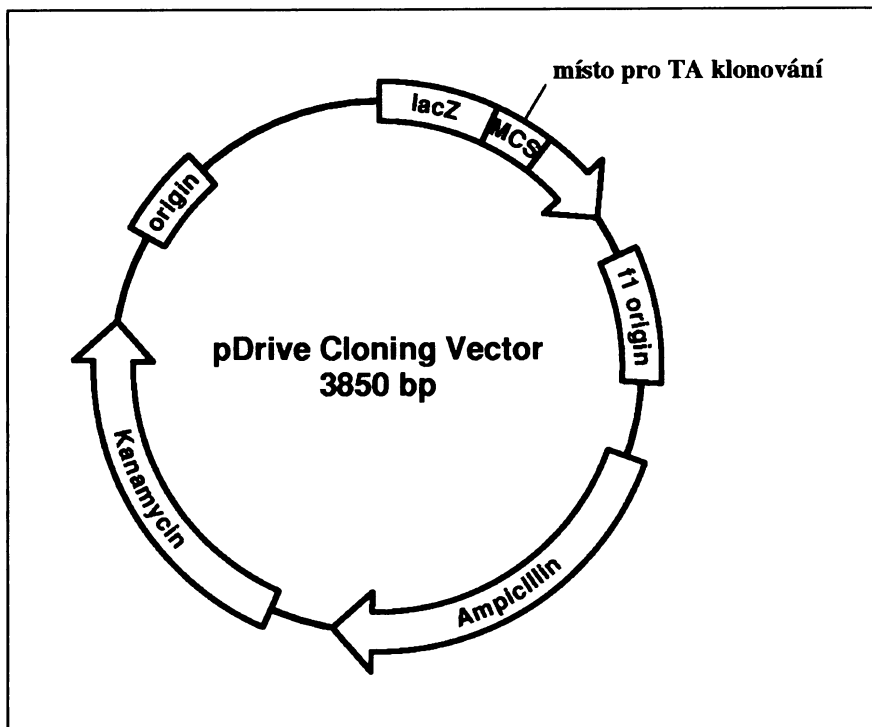 místo pro TA klonování
lacZ
MCS
origin
f1 origin
pDrive Cloning Vector
3850 bp
Kanamycin
Ampicillin